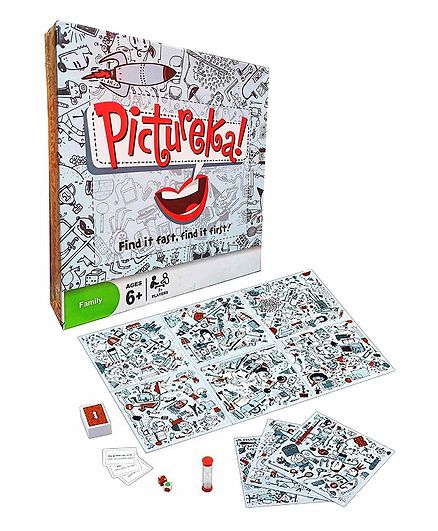 Pictureka!
Find it fast, find it first!
Family
AGES
6+
PLAYERS